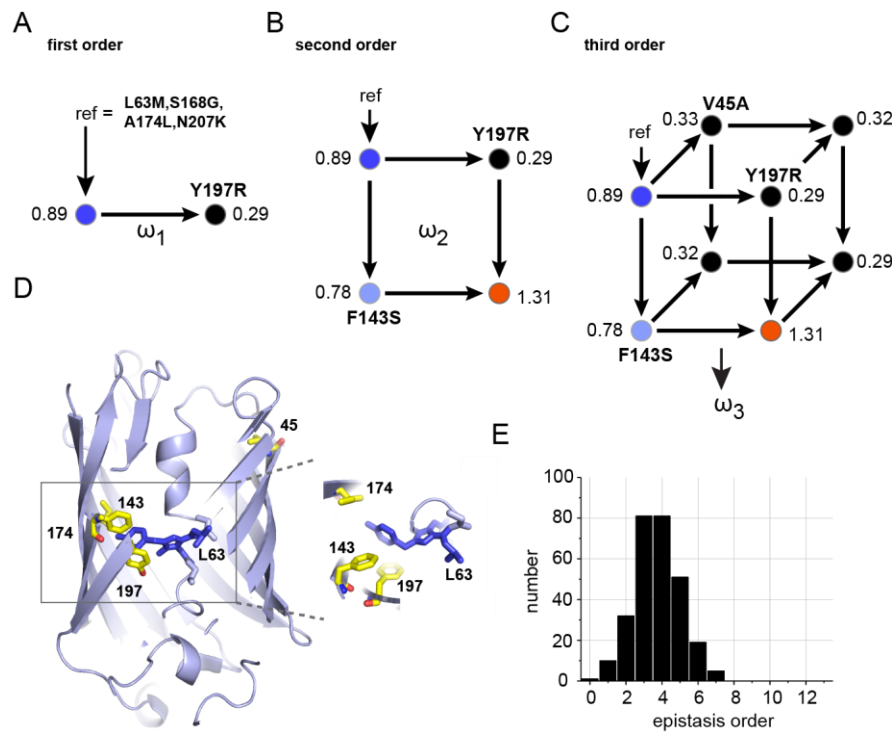 A
first order
ref = L63M,S168G,
A174L,N207K
Y197R
0.89
0.29
ω1
B
second order
ref
Y197R
0.89
0.29
ω2
0.78
1.31
F143S
C
third order
V45A
ref
0.33
0.32
Y197R
0.89
0.29
0.32
0.29
0.78
1.31
F143S
ω3
D
45
143
174
L63
197
174
143
197
L63
E
100
80
60
40
20
0
number
0 2 4 6 8 10 12
epistasis order